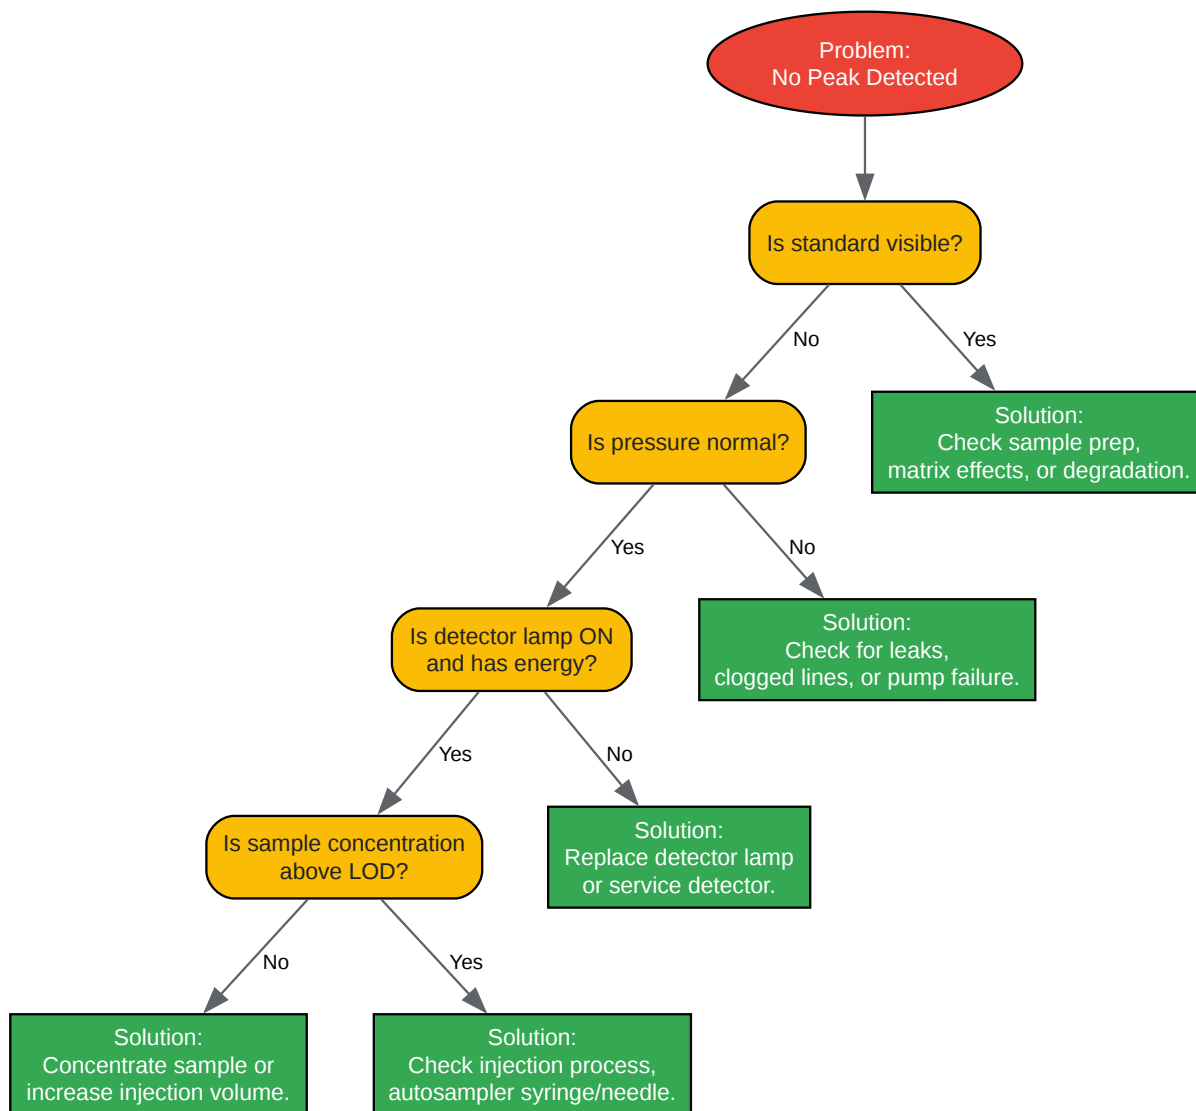 Problem:
No Peak Detected
Is standard visible?
No
Yes
Is pressure normal?
Solution:
Check sample prep,
matrix effects, or degradation.
Yes
No
Is detector lamp ON
and has energy?
Solution:
Check for leaks,
clogged lines, or pump failure.
Yes
No
Is sample concentration
above LOD?
Solution:
Replace detector lamp
or service detector.
No
Yes
Solution:
Concentrate sample or
increase injection volume.
Solution:
Check injection process,
autosampler syringe/needle.